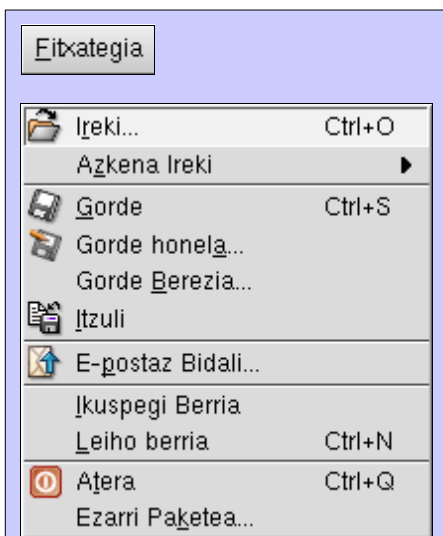 Fitxategia
Ireki... Ctrl+O
Azkena Ireki
Gorde Ctrl+S
Gorde honela...
Gorde Berezia...
Itzuli
E-postaz Bidali...
Ikuspegi Berria
Leiho berria Ctrl+N
Atera Ctrl+Q
Ezarri Paketea...